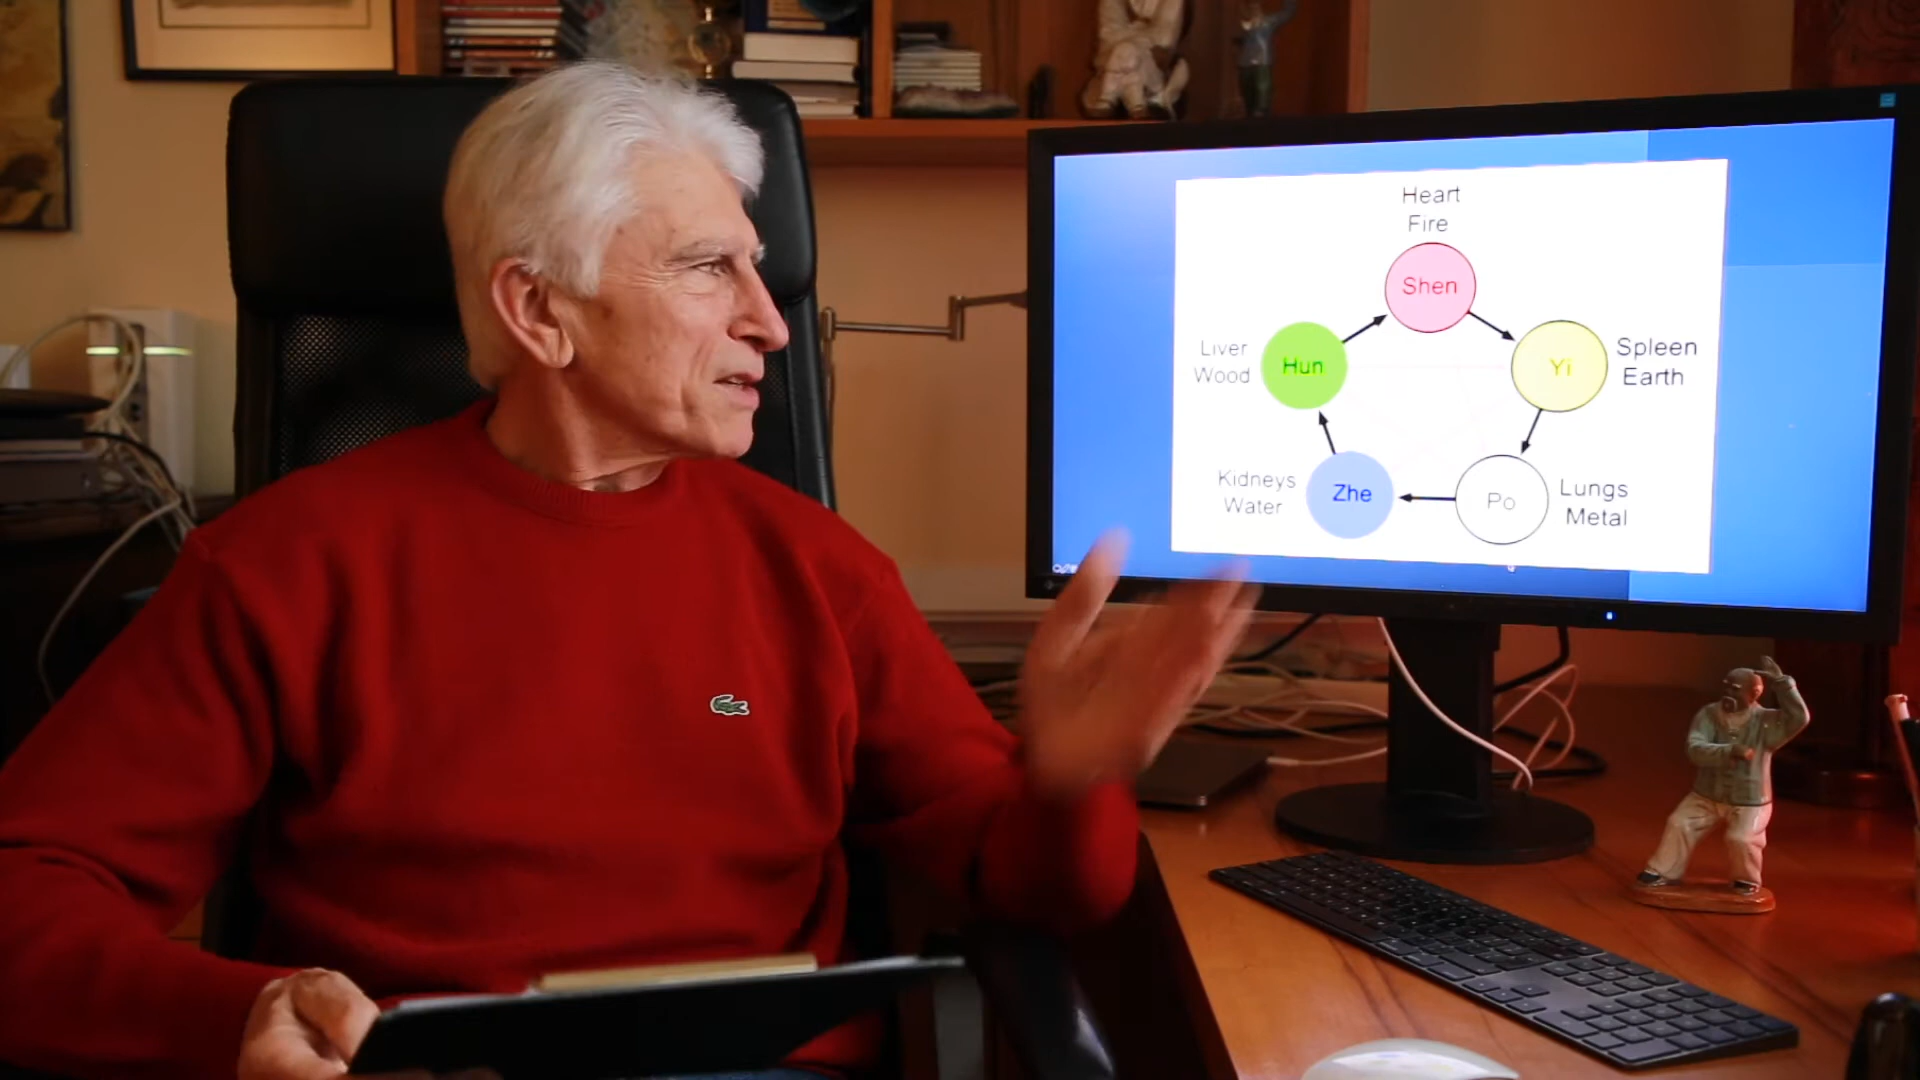 Heart
Fire
Shen
Hun
Liver
Wood
Yi
Spleen
Earth
Kidneys
Water
Zhe
Po
Lungs
Metal